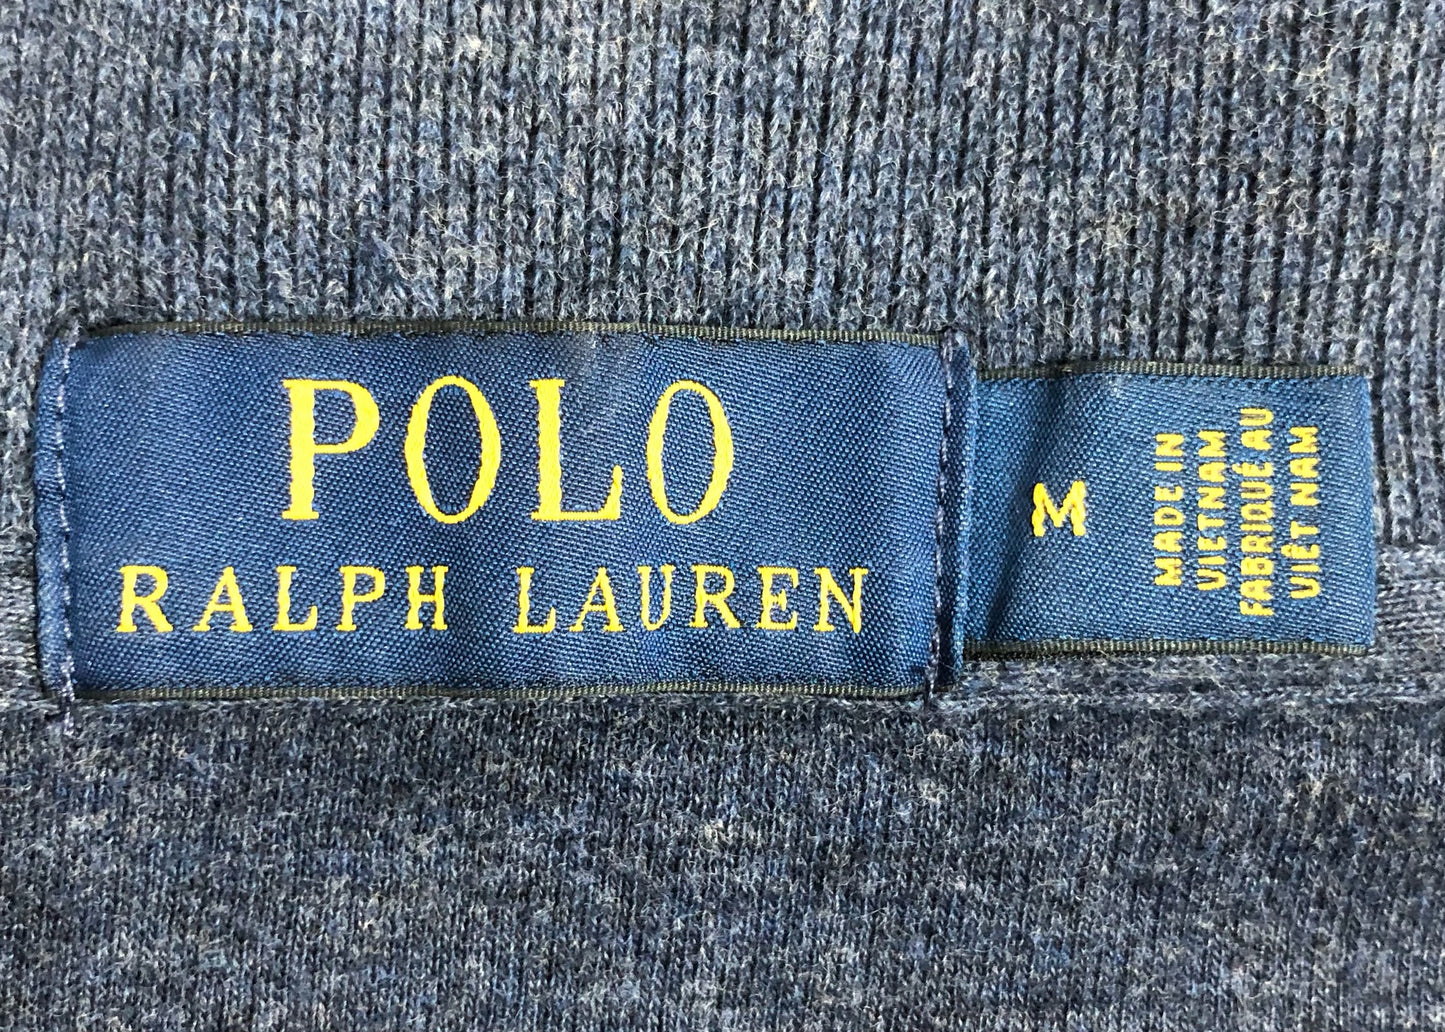 POLO
RALPH LAUREN
M
MADE IN
VIETNAM
FABRIQUÉ AU
VIÊT NAM